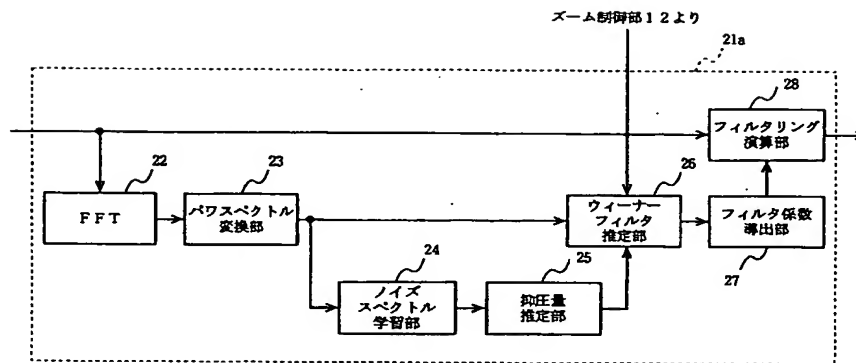 ズーム制御部12より
21a
28
フィルタリング
演算部
22
FFT
23
パワスペクトル
変換部
26
ウィーナー
フィルタ
推定部
フィルタ係数
導出部
27
24
ノイズ
スペクトル
学習部
25
抑圧量
推定部